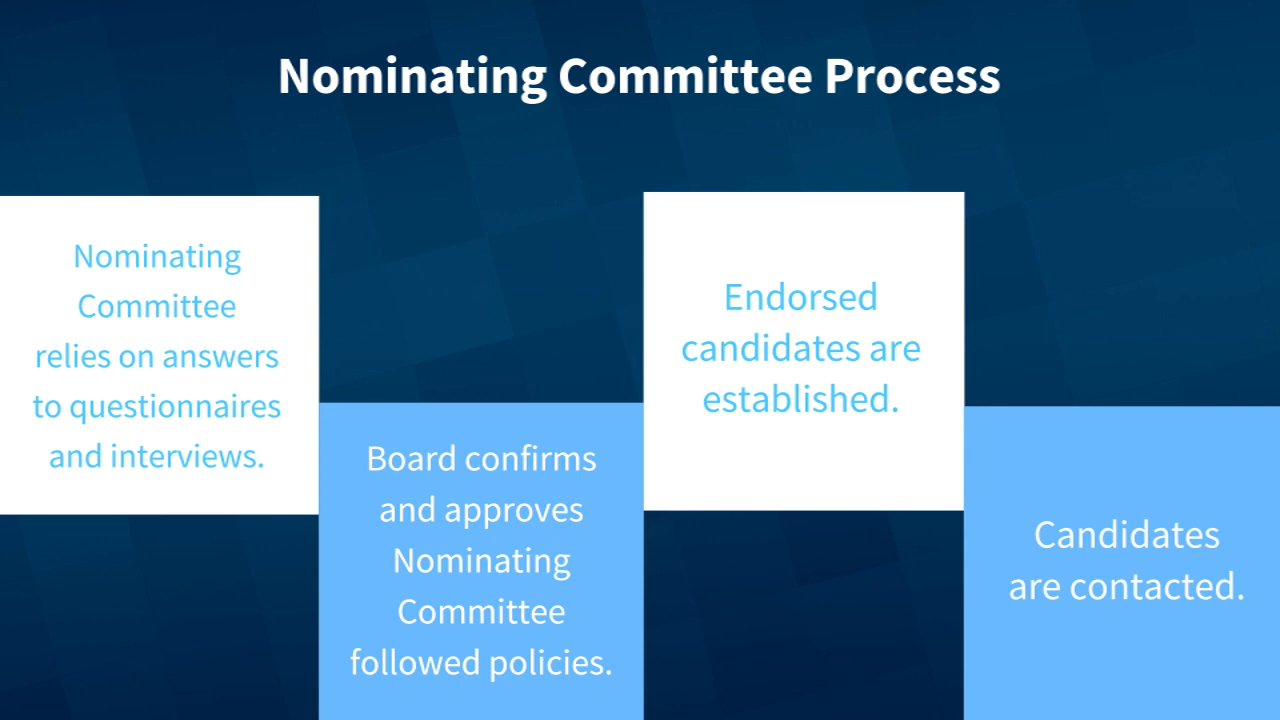 Nominating Committee Process
Nominating
Committee
relies on answers
to questionnaires
and interviews.
Board confirms
and approves
Nominating
Committee
followed policies.
Endorsed
candidates are
established.
Candidates
are contacted.